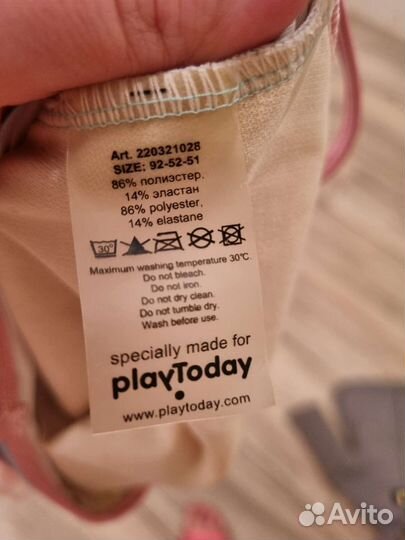 Art. 220321028
SIZE: 92-52-51
86% полиэстер,
14% эластан
86% polyester,
14% elastane
30°
Maximum washing temperature 30°C.
Do not bleach.
Do not iron.
Do not dry clean.
Do not tumble dry.
Wash before use.
specially made for
playToday
www.playtoday.com
Avito